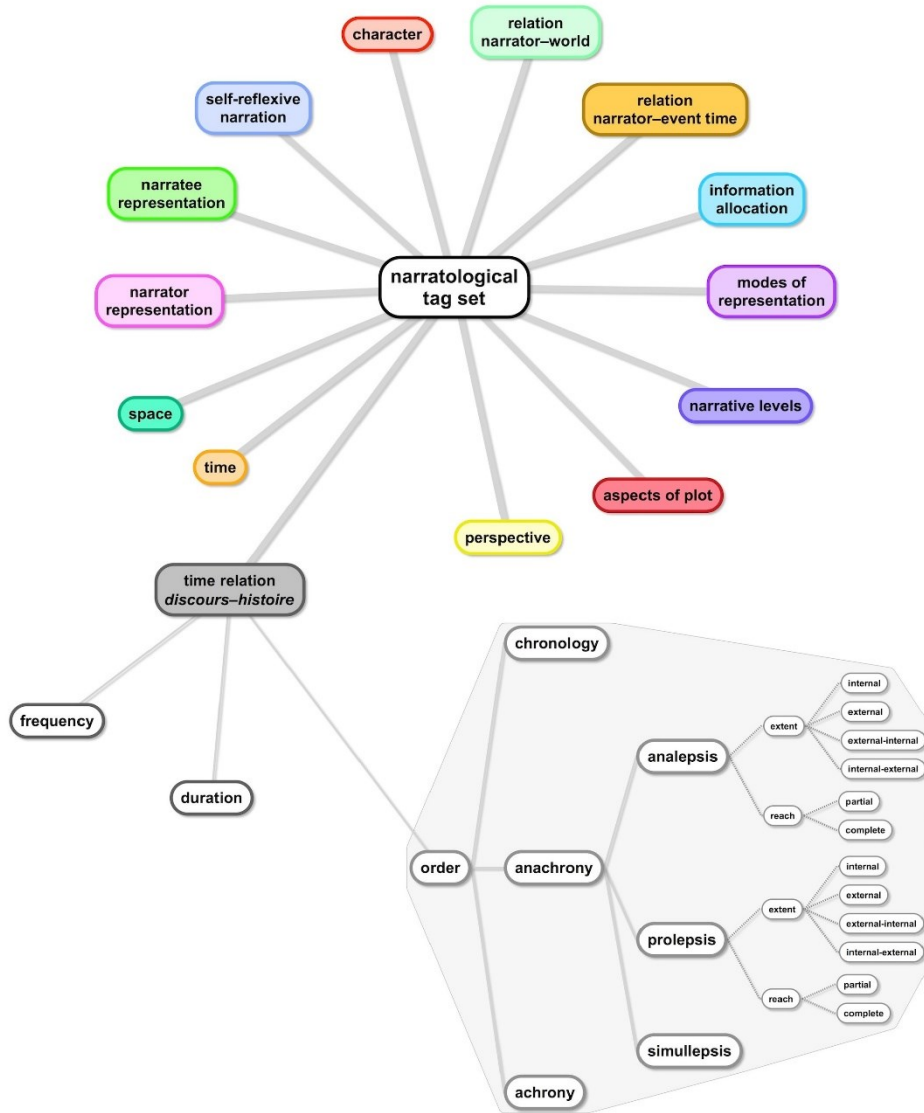 character
relation
narrator–world
self-reflexive
narration
relation
narrator–event time
narratee
representation
information
allocation
narratological
tag set
narrator
representation
modes of
representation
space
narrative levels
time
aspects of plot
perspective
time relation
discours–histoire
frequency
duration
order
chronology
anachrony
achrony
analepsis
extent
internal
external
external-internal
internal-external
reach
partial
complete
prolepsis
extent
internal
external
external-internal
internal-external
reach
partial
complete
simullepsis